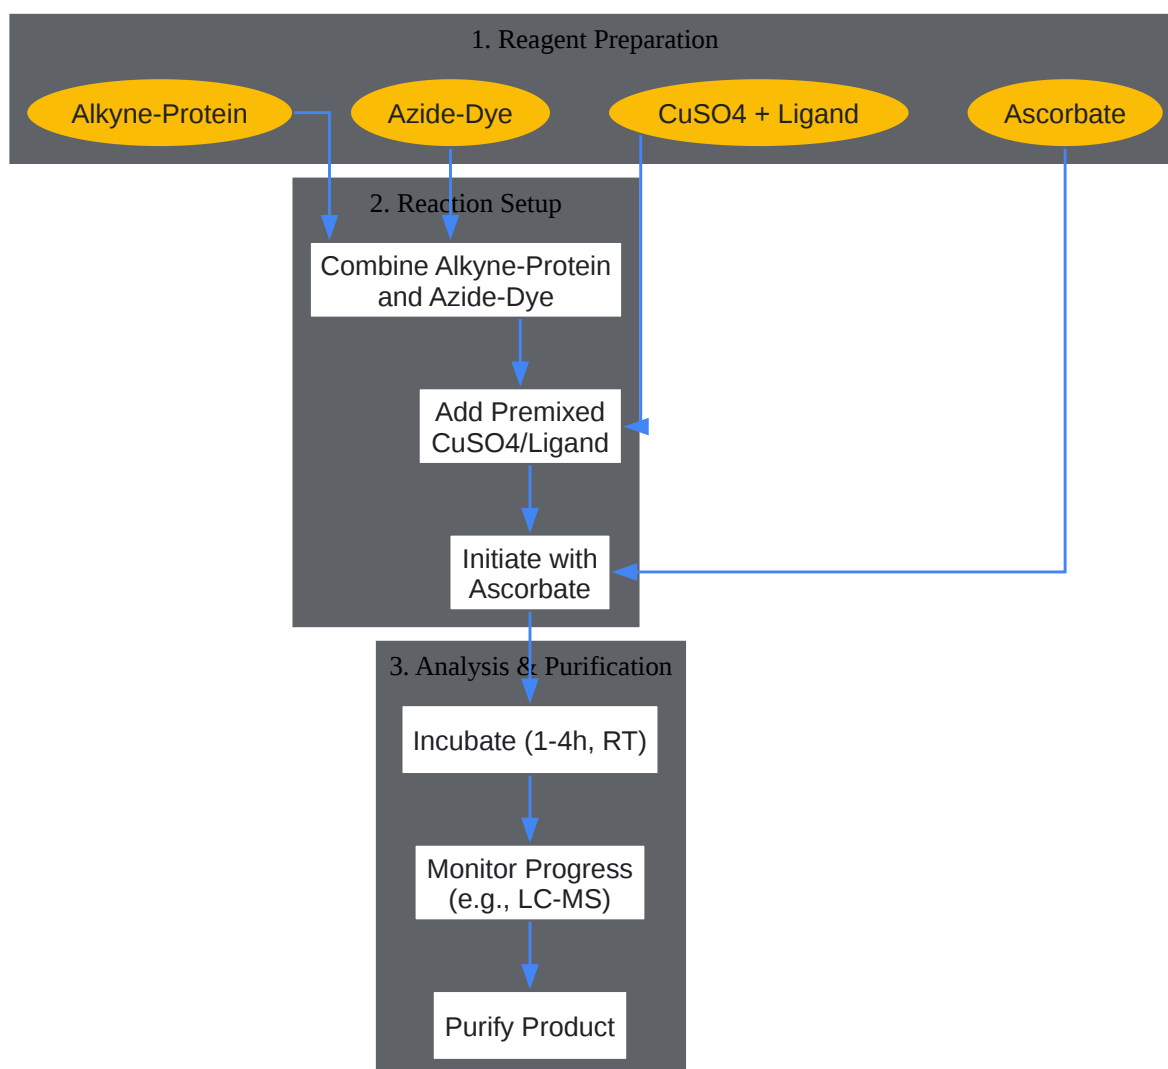 1. Reagent Preparation
Alkyne-Protein
Azide-Dye
CuSO4 + Ligand
Ascorbate
2. Reaction Setup
Combine Alkyne-Protein
and Azide-Dye
Add Premixed
CuSO4/Ligand
Initiate with
Ascorbate
3. Analysis & Purification
Incubate (1-4h, RT)
Monitor Progress
(e.g., LC-MS)
Purify Product